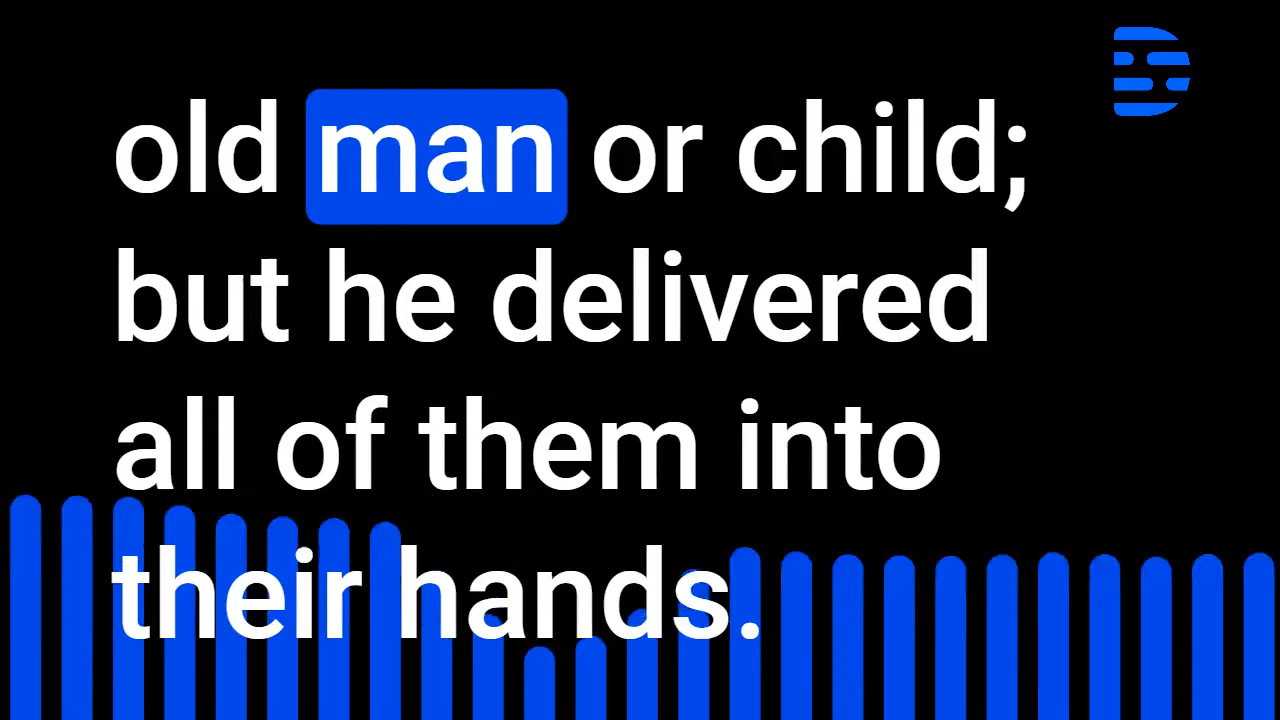 old man or child;
but he delivered
all of them into
their hands.